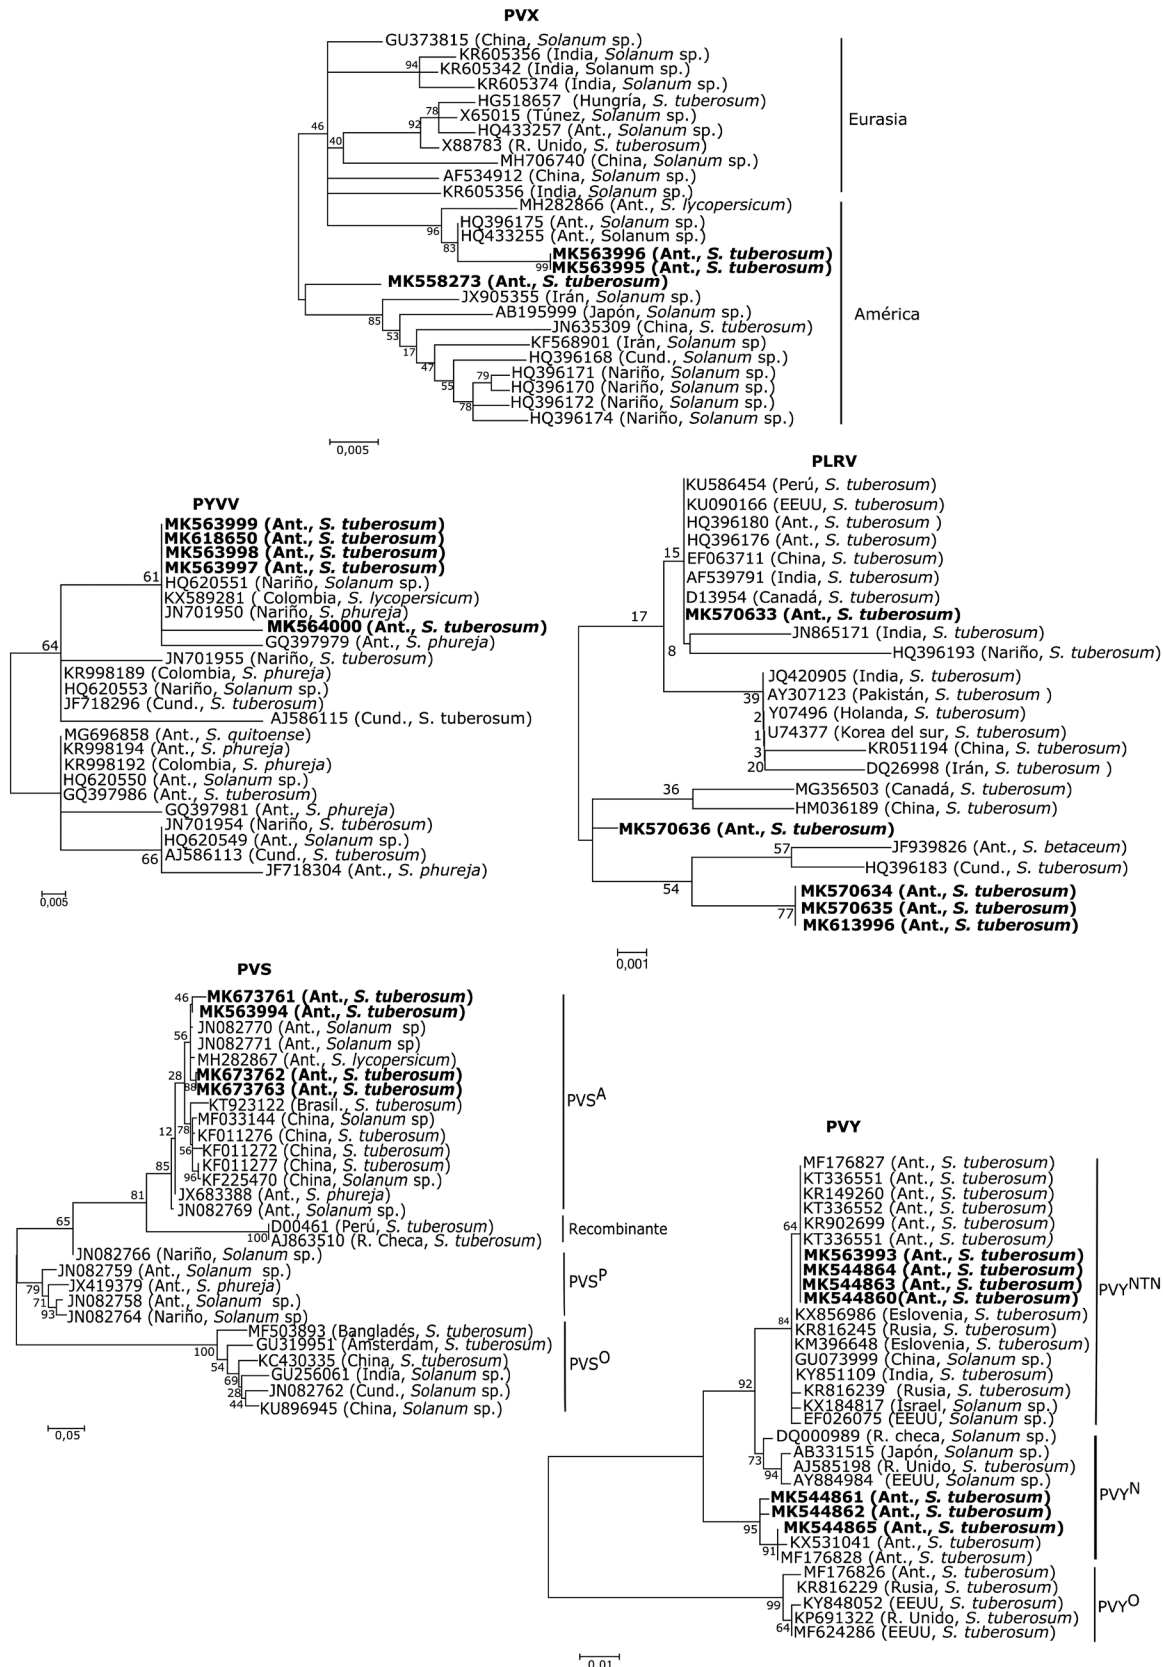 PVX
GU373815 (China, Solanum sp.)
KR605356 (India, Solanum sp.)
94
KR605342 (India, Solanum sp.)
KR605374 (India, Solanum sp.)
HG518657 (Hungría, S. tuberosum)
78
X65015 (Túnez, Solanum sp.)
92
HQ433257 (Ant., Solanum sp.)
46
40
X88783 (R. Unido, S. tuberosum)
MH706740 (China, Solanum sp.)
AF534912 (China, Solanum sp.)
KR605356 (India, Solanum sp.)
Eurasia
MH282866 (Ant., S. lycopersicum)
HQ396175 (Ant., Solanum sp.)
96
HQ433255 (Ant., Solanum sp.)
83
MK563996 (Ant., S. tuberosum)
99
MK563995 (Ant., S. tuberosum)
MK558273 (Ant., S. tuberosum)
JX905355 (Irán, Solanum sp.)
85
AB195999 (Japón, Solanum sp.)
53
JN635309 (China, S. tuberosum)
17
KF568901 (Irán, Solanum sp)
47
HQ396168 (Cund., Solanum sp.)
55
79
HQ396171 (Nariño, Solanum sp.)
HQ396170 (Nariño, Solanum sp.)
78
HQ396172 (Nariño, Solanum sp.)
HQ396174 (Nariño, Solanum sp.)
América
0,005
PYVV
MK563999 (Ant., S. tuberosum)
MK618650 (Ant., S. tuberosum)
MK563998 (Ant., S. tuberosum)
MK563997 (Ant., S. tuberosum)
61
HQ620551 (Nariño, Solanum sp.)
KX589281 ( Colombia, S. lycopersicum)
JN701950 (Nariño, S. phureja)
MK564000 (Ant., S. tuberosum)
GQ397979 (Ant., S. phureja)
64
JN701955 (Nariño, S. tuberosum)
KR998189 (Colombia, S. phureja)
HQ620553 (Nariño, Solanum sp.)
JF718296 (Cund., S. tuberosum)
AJ586115 (Cund., S. tuberosum)
MG696858 (Ant., S. quitoense)
KR998194 (Ant., S. phureja)
KR998192 (Colombia, S. phureja)
HQ620550 (Ant., Solanum sp.)
GQ397986 (Ant., S. tuberosum)
GQ397981 (Ant., S. phureja)
JN701954 (Nariño, S. tuberosum)
HQ620549 (Ant., Solanum sp.)
66
AJ586113 (Cund., S. tuberosum)
JF718304 (Ant., S. phureja)
0,005
PLRV
KU586454 (Perú, S. tuberosum)
KU090166 (EEUU, S. tuberosum)
HQ396180 (Ant., S. tuberosum )
HQ396176 (Ant., S. tuberosum)
15
EF063711 (China, S. tuberosum)
AF539791 (India, S. tuberosum)
D13954 (Canadá, S. tuberosum)
17
MK570633 (Ant., S. tuberosum)
JN865171 (India, S. tuberosum)
8
HQ396193 (Nariño, S. tuberosum)
JQ420905 (India, S. tuberosum)
39
AY307123 (Pakistán, S. tuberosum )
2
Y07496 (Holanda, S. tuberosum)
1
U74377 (Korea del sur, S. tuberosum)
3
KR051194 (China, S. tuberosum)
20
DQ26998 (Irán, S. tuberosum )
36
MG356503 (Canadá, S. tuberosum)
HM036189 (China, S. tuberosum)
MK570636 (Ant., S. tuberosum)
57
JF939826 (Ant., S. betaceum)
HQ396183 (Cund., S. tuberosum)
54
MK570634 (Ant., S. tuberosum)
77
MK570635 (Ant., S. tuberosum)
MK613996 (Ant., S. tuberosum)
0,001
PVS
46
MK673761 (Ant., S. tuberosum)
MK563994 (Ant., S. tuberosum)
JN082770 (Ant., Solanum sp)
56
JN082771 (Ant., Solanum sp)
MH282867 (Ant., S. lycopersicum)
28
MK673762 (Ant., S. tuberosum)
88
MK673763 (Ant., S. tuberosum)
KT923122 (Brasil., S. tuberosum)
MF033144 (China, Solanum sp)
12
78
KF011276 (China, S. tuberosum)
56
KF011272 (China, S. tuberosum)
85
KF011277 (China, S. tuberosum)
96
KF225470 (China, Solanum sp.)
81
JX683388 (Ant., S. phureja)
JN082769 (Ant., Solanum sp.)
PVSA
65
D00461 (Perú, S. tuberosum)
100
AJ863510 (R. Checa, S. tuberosum)
Recombinante
JN082766 (Nariño, Solanum sp.)
JN082759 (Ant., Solanum sp.)
79
JX419379 (Ant., S. phureja)
71
JN082758 (Ant., Solanum sp.)
93
JN082764 (Nariño, Solanum sp)
PVSP
MF503893 (Bangladés, S. tuberosum)
100
GU319951 (Amsterdam, S. tuberosum)
54
KC430335 (China, S. tuberosum)
69
GU256061 (India, Solanum sp.)
28
JN082762 (Cund., Solanum sp.)
44
KU896945 (China, Solanum sp.)
PVSO
0,05
PVY
MF176827 (Ant., S. tuberosum)
KT336551 (Ant., S. tuberosum)
KR149260 (Ant., S. tuberosum)
KT336552 (Ant., S. tuberosum)
64
KR902699 (Ant., S. tuberosum)
KT336551 (Ant., S. tuberosum)
MK563993 (Ant., S. tuberosum)
MK544864 (Ant., S. tuberosum)
MK544863 (Ant., S. tuberosum)
MK544860(Ant., S. tuberosum)
KX856986 (Eslovenia, S. tuberosum)
84
KR816245 (Rusia, S. tuberosum)
KM396648 (Eslovenia, S. tuberosum)
GU073999 (China, Solanum sp.)
KY851109 (India, S. tuberosum)
92
KR816239 (Rusia, S. tuberosum)
KX184817 (Israel, Solanum sp.)
EF026075 (EEUU, Solanum sp.)
PVYNTN
DQ000989 (R. checa, Solanum sp.)
73
AB331515 (Japón, Solanum sp.)
94
AJ585198 (R. Unido, S. tuberosum)
AY884984 (EEUU, Solanum sp.)
MK544861 (Ant., S. tuberosum)
MK544862 (Ant., S. tuberosum)
95
MK544865 (Ant., S. tuberosum)
91
KX531041 (Ant., S. tuberosum)
MF176828 (Ant., S. tuberosum)
PVYN
MF176826 (Ant., S. tuberosum)
KR816229 (Rusia, S. tuberosum)
99
KY848052 (EEUU, S. tuberosum)
KP691322 (R. Unido, S. tuberosum)
64
MF624286 (EEUU, S. tuberosum)
PVYO
0,01